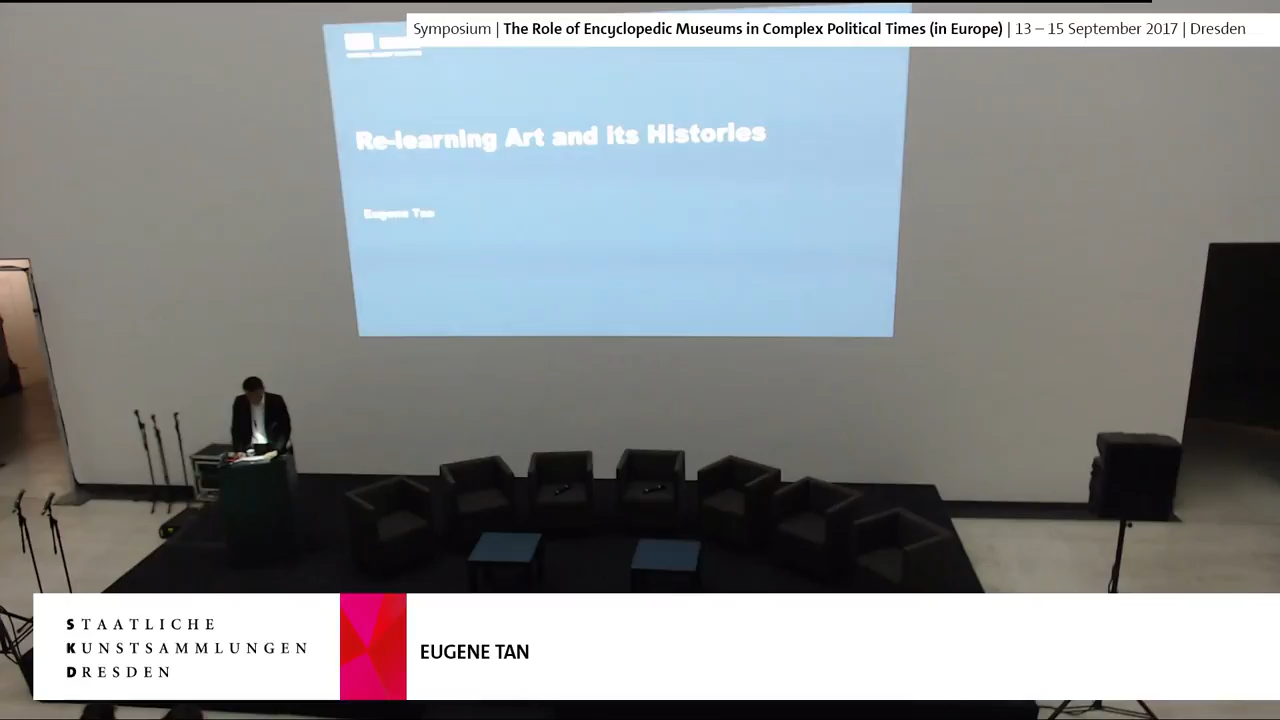 Symposium | The Role of Encyclopedic Museums in Complex Political Times (in Europe) | 13 – 15 September 2017 | Dresden
Re-learning Art and its Histories
Eugene Tan
STAATLICHE
KUNSTSAMMLUNGEN
DRESDEN
EUGENE TAN